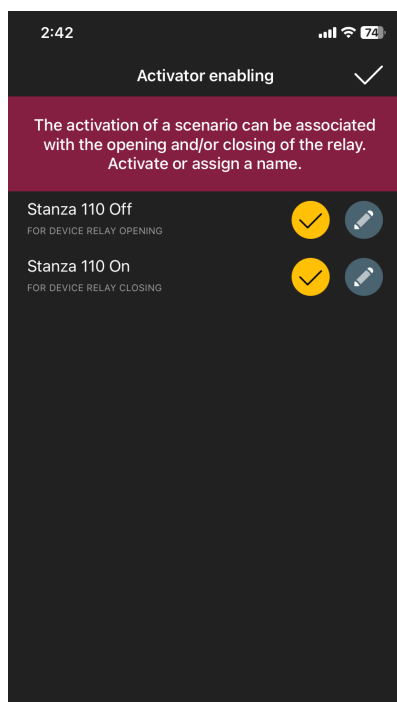 2:42
74
Activator enabling
The activation of a scenario can be associated
with the opening and/or closing of the relay.
Activate or assign a name.
Stanza 110 Off
FOR DEVICE RELAY OPENING
Stanza 110 On
FOR DEVICE RELAY CLOSING